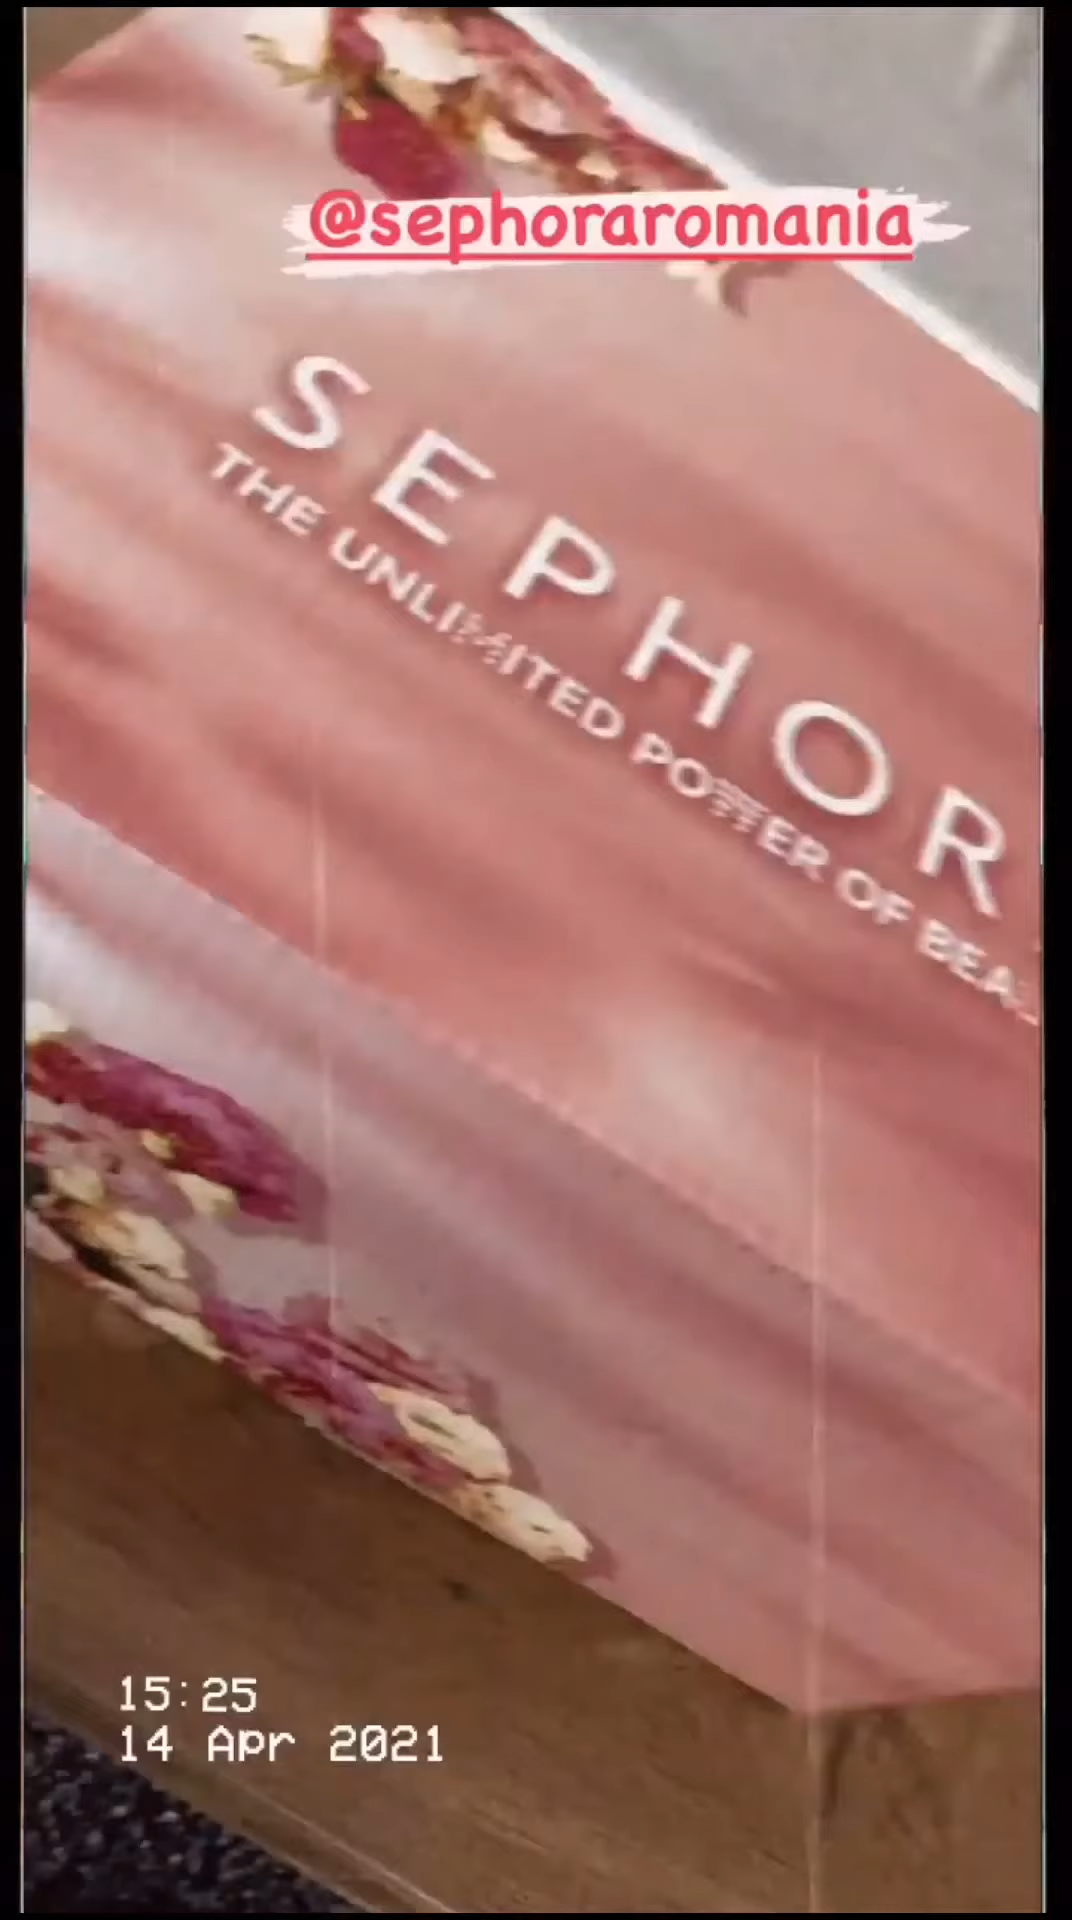 @sephoraromania
SEPHOR
THE UNLIMITED POWER OF BEA
15:25
14 Apr 2021